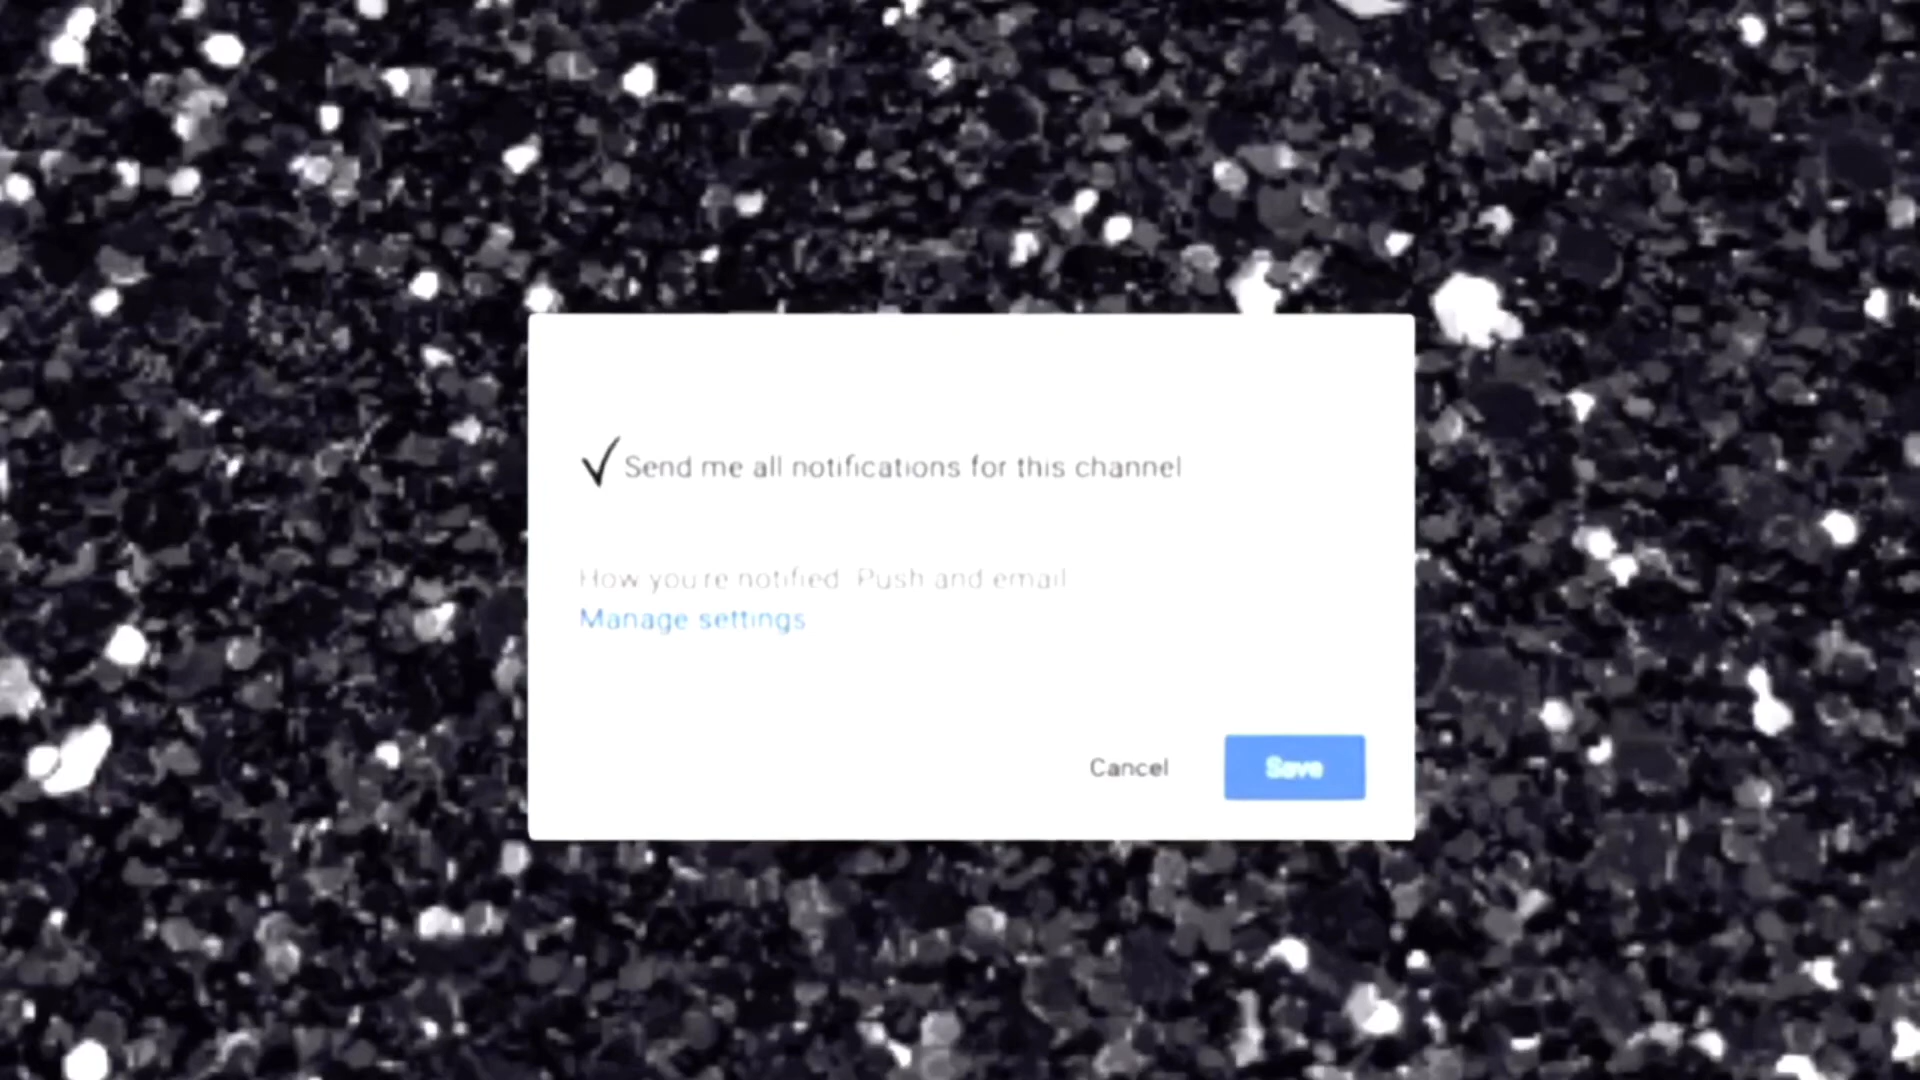 Send me all notifications for this channel
How you're notified: Push and email
Manage settings
Cancel
Save